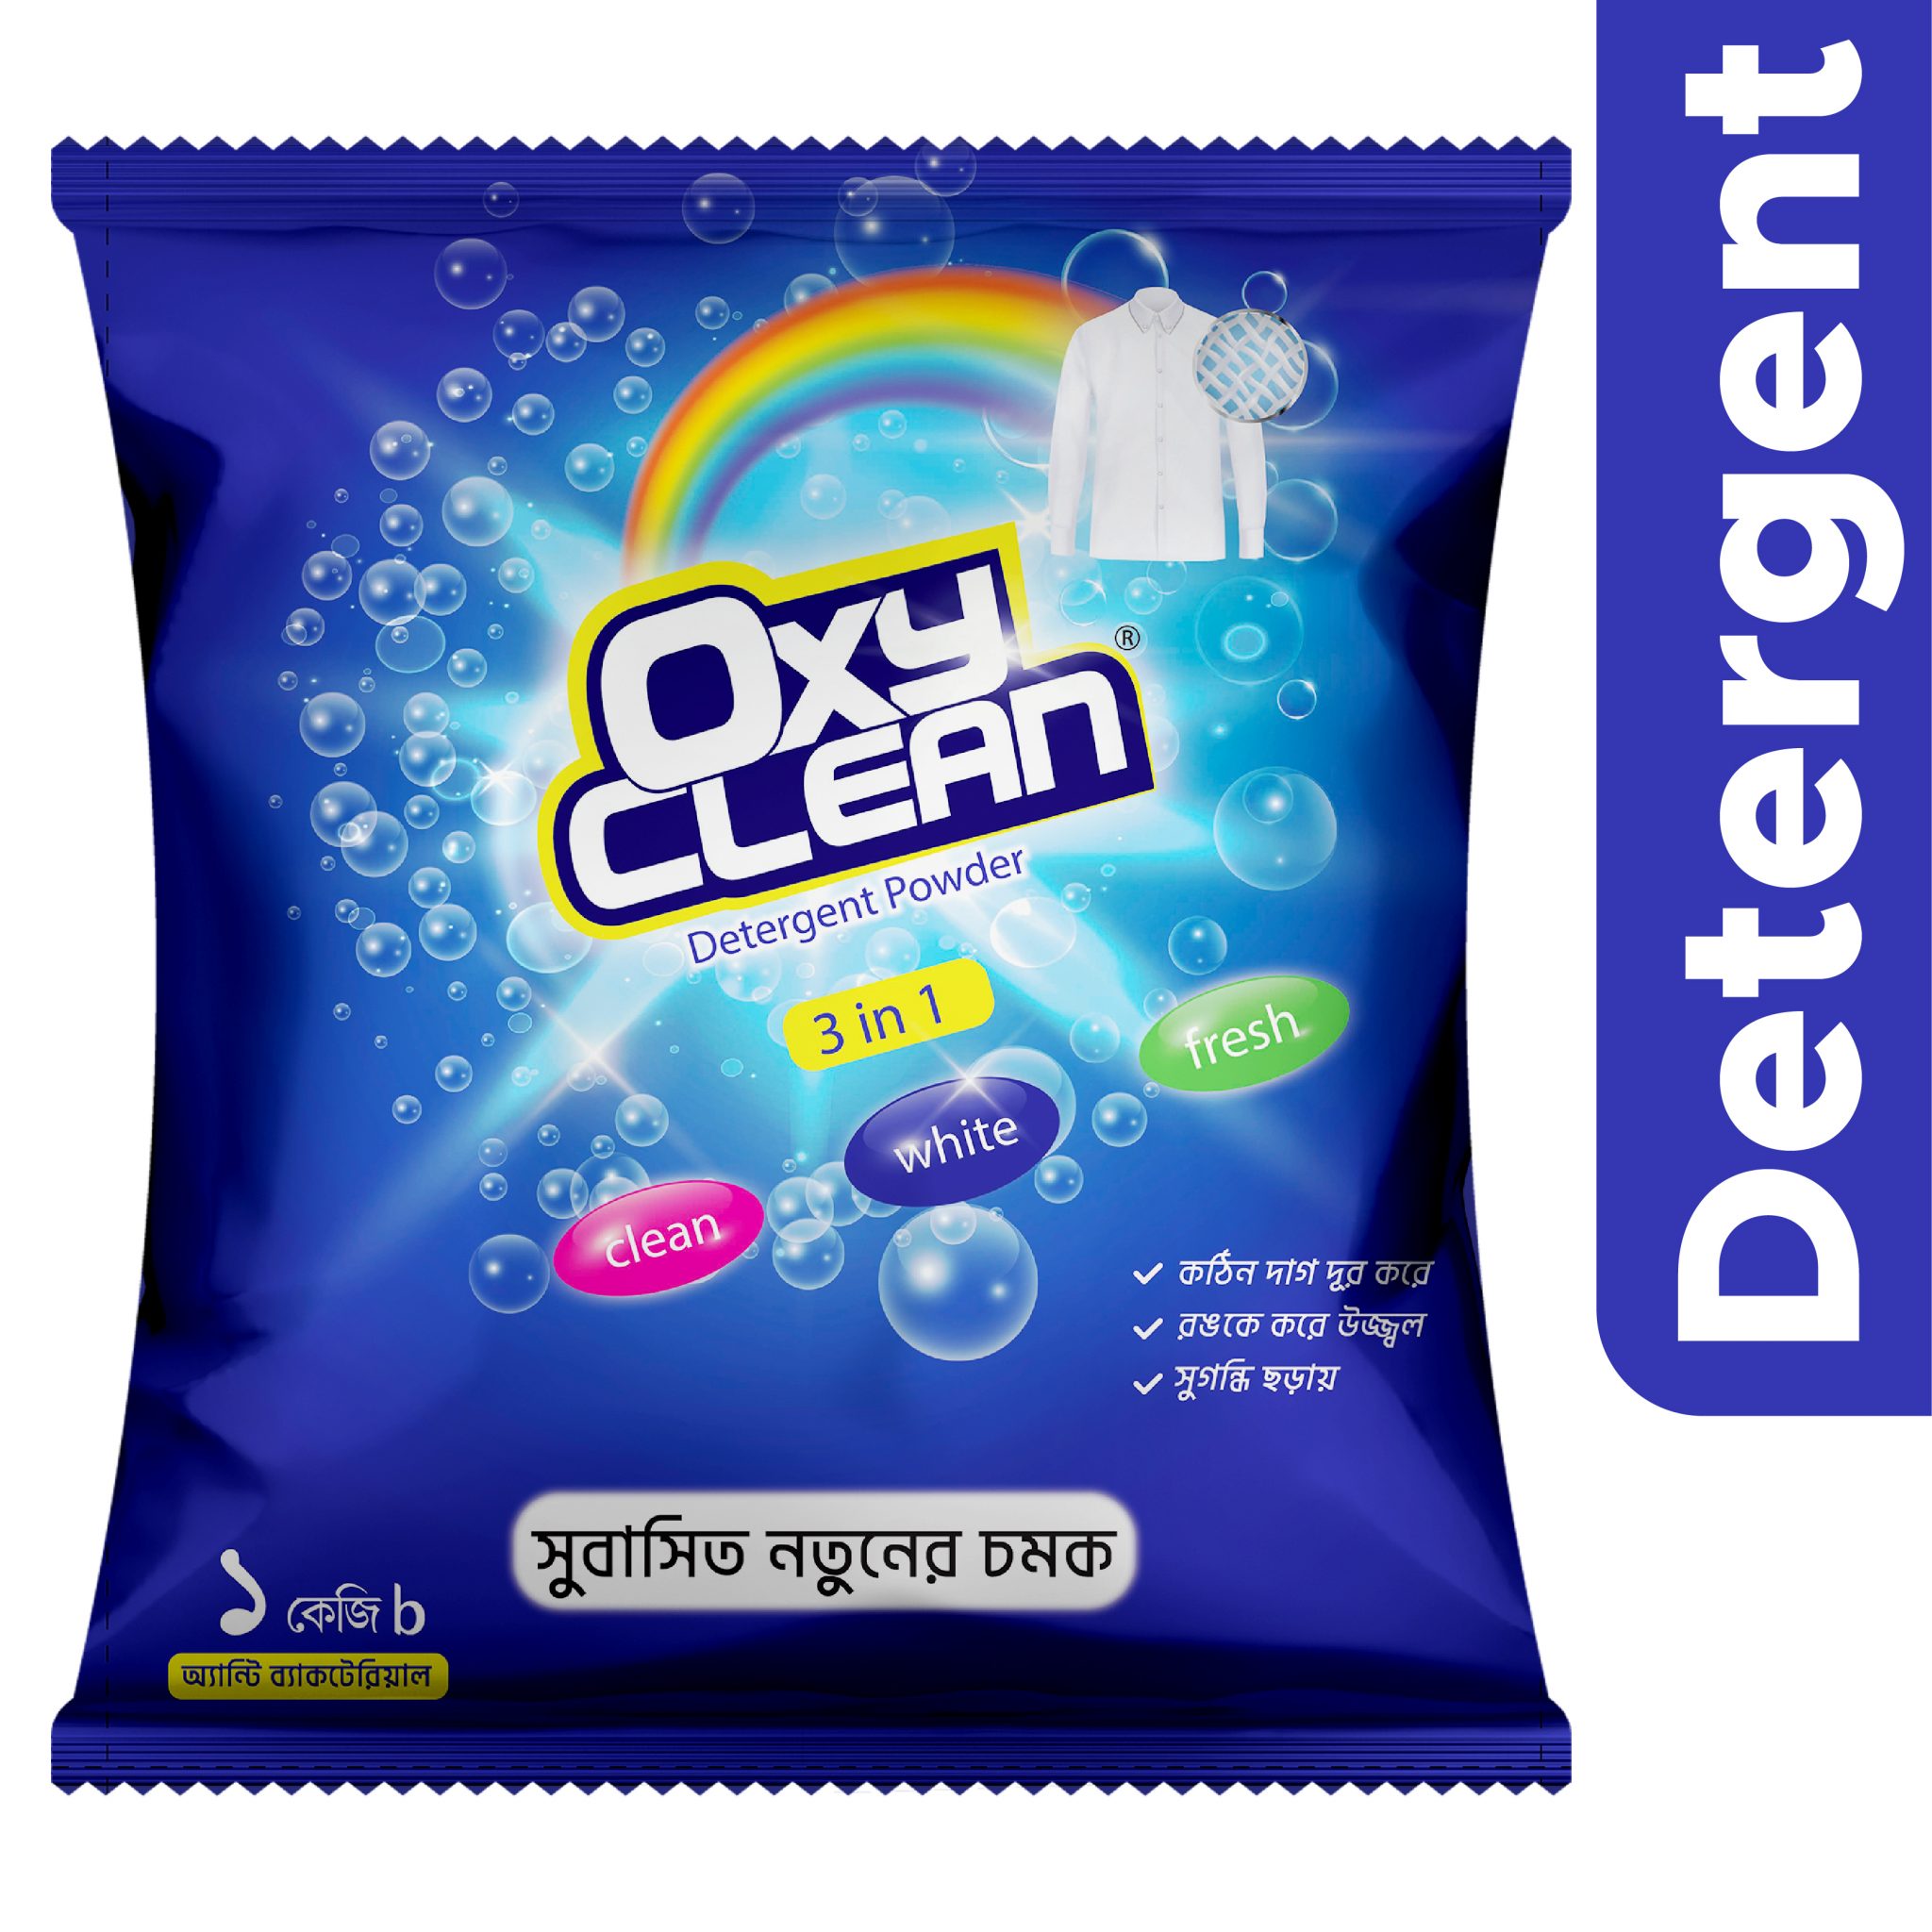 Oxy
CLEAN®
Detergent Powder
3 in 1
fresh
white
clean
কঠিন দাগ দূর করে
রঙকে করে উজ্জ্বল
সুগন্ধি ছড়ায়
সুবাসিত নতুনের চমক
১ কেজি b
অ্যান্টি ব্যাকটেরিয়াল
Detergent